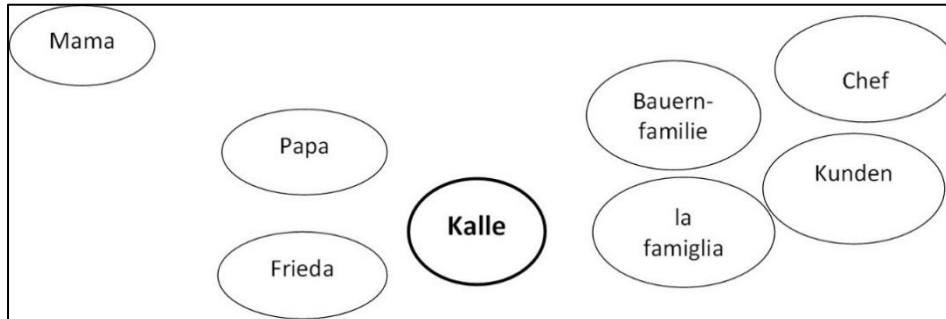 Mama
Papa
Frieda
Kalle
Bauern-
familie
la
famiglia
Chef
Kunden